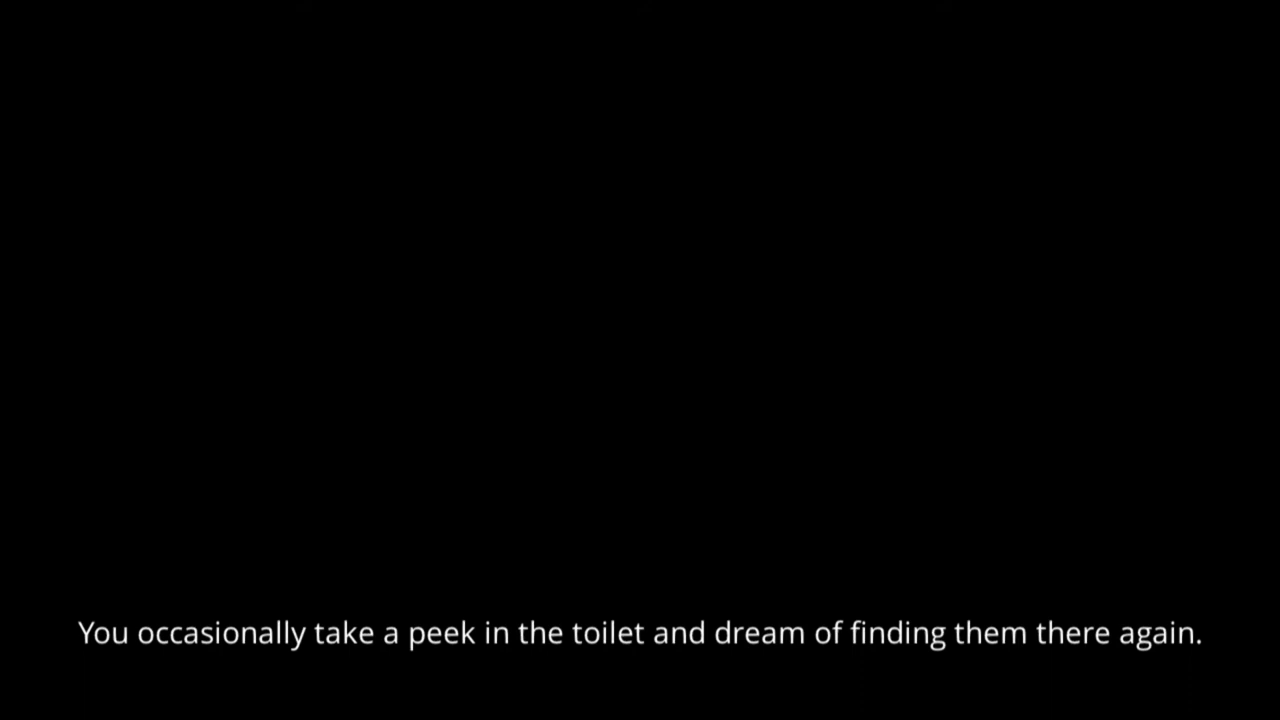 You occasionally take a peek in the toilet and dream of finding them there again.